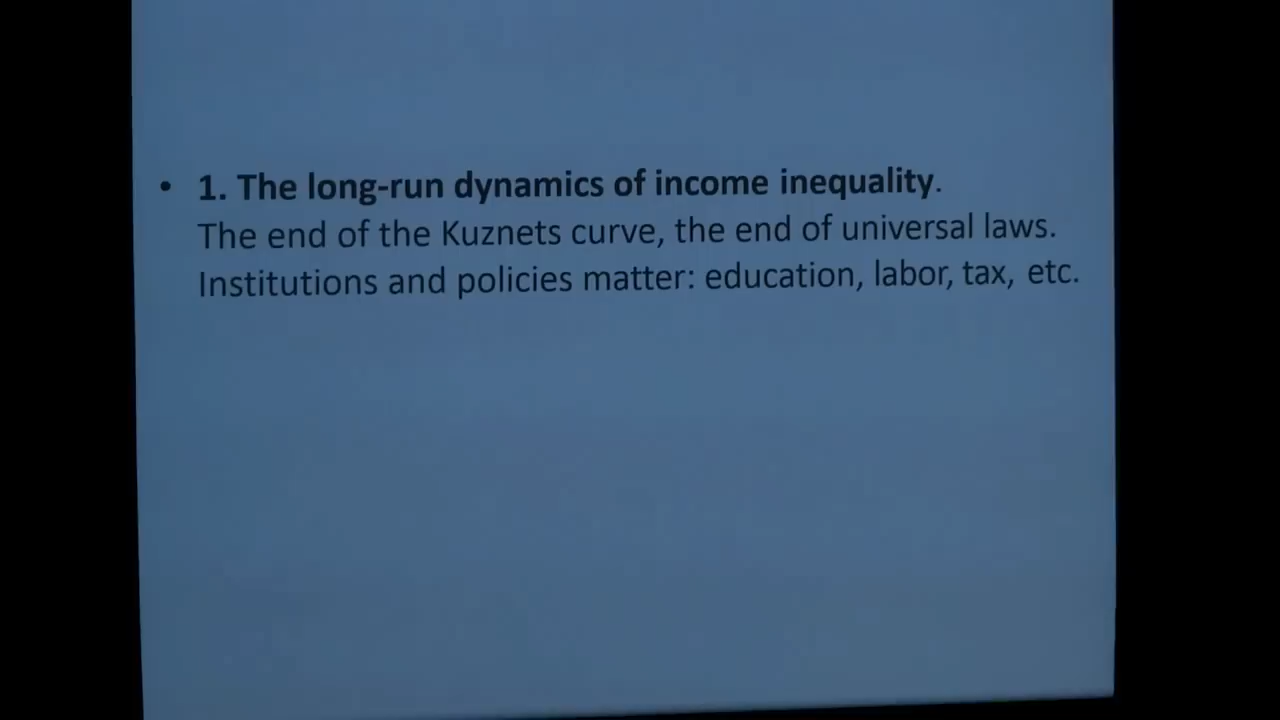 • 1. The long-run dynamics of income inequality.
The end of the Kuznets curve, the end of universal laws.
Institutions and policies matter: education, labor, tax, etc.